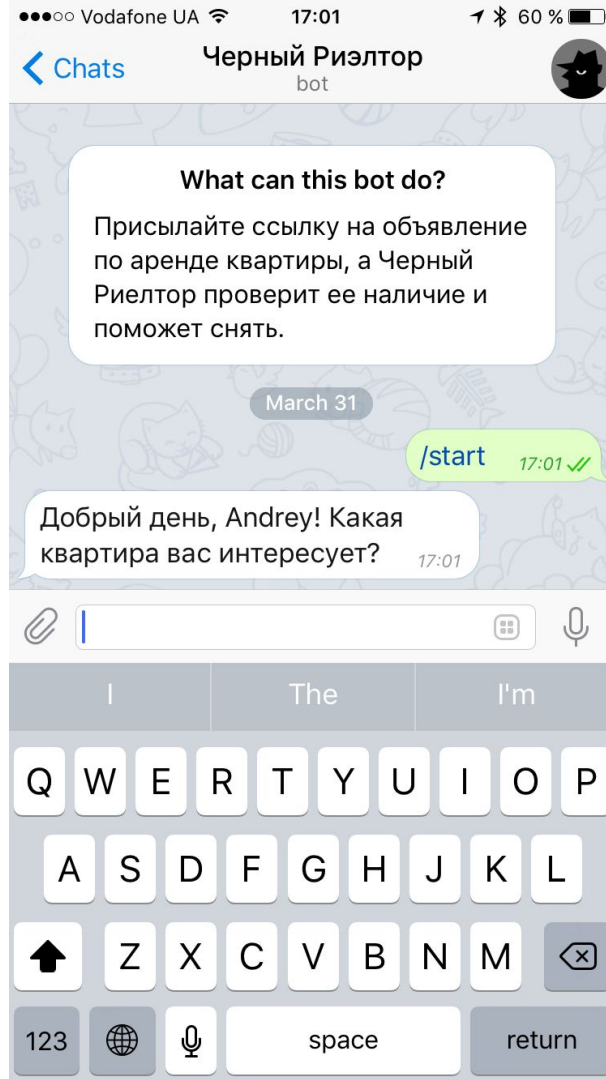 Vodafone UA 17:01 60 %
Chats Черный Риэлтор
bot
What can this bot do?
Присылайте ссылку на объявление
по аренде квартиры, а Черный
Риелтор проверит ее наличие и
поможет снять.
March 31
/start 17:01
Добрый день, Andrey! Какая
квартира вас интересует? 17:01
I The I'm
Q W E R T Y U I O P
A S D F G H J K L
Z X C V B N M
123 space return